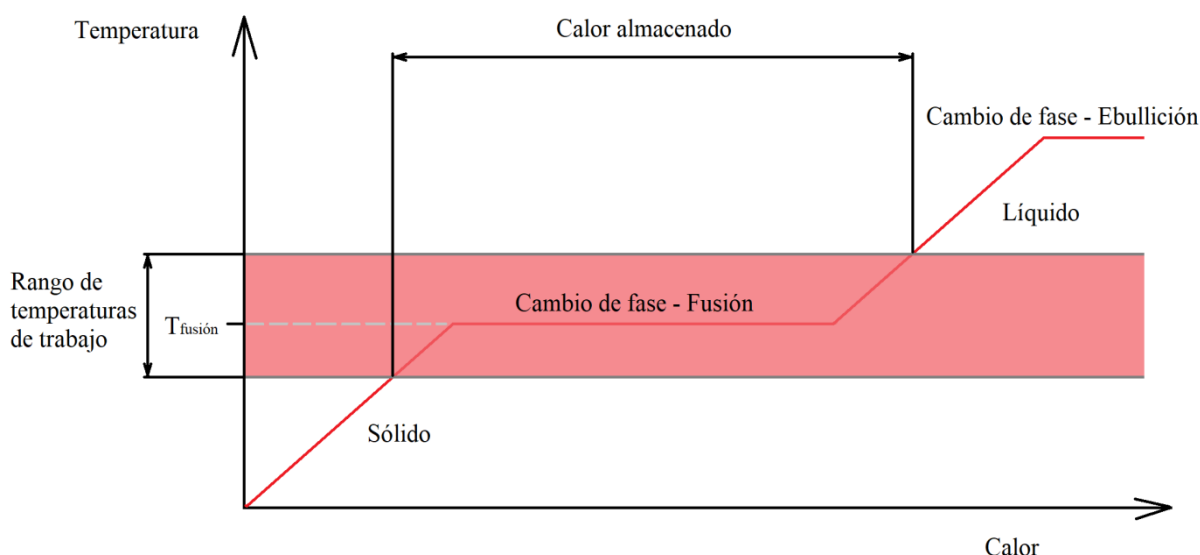 Temperatura
Calor almacenado
Cambio de fase - Ebullición
Líquido
Rango de
temperaturas
de trabajo
Tfusión
Cambio de fase - Fusión
Sólido
Calor